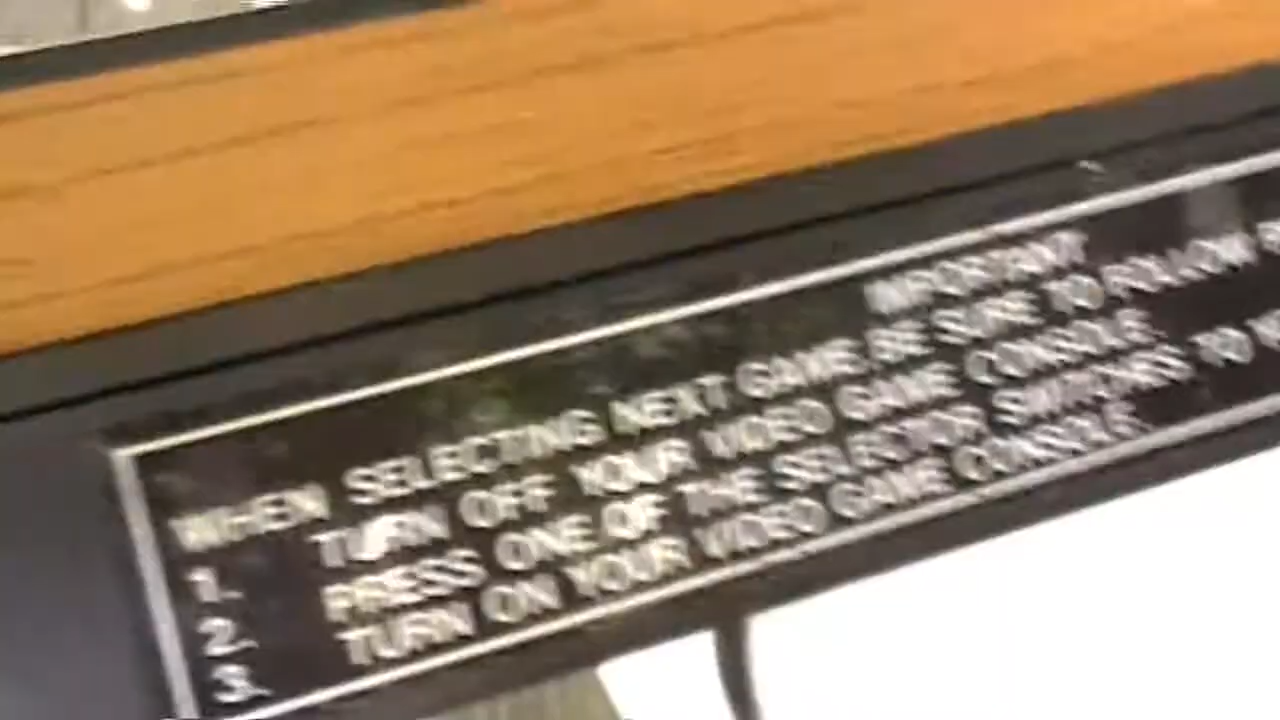 IMPORTANT
WHEN SELECTING NEXT GAME, BE SURE TO FOLLOW
1. TURN OFF YOUR VIDEO GAME CONSOLE.
2. PRESS ONE OF THE SELECTOR SWITCHES TO
3. TURN ON YOUR VIDEO GAME CONSOLE.